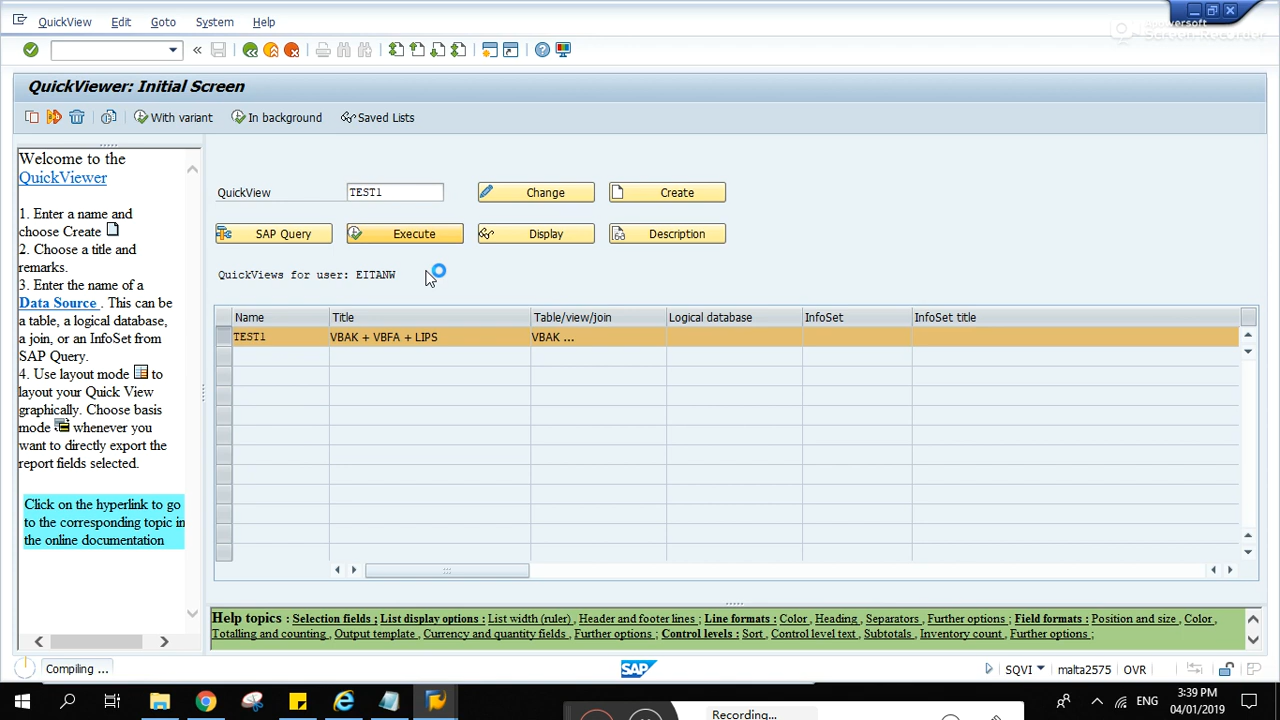 QuickView Edit Goto System Help
Screen Recorder
QuickViewer: Initial Screen
With variant In background Saved Lists
Welcome to the
QuickViewer
1. Enter a name and
choose Create
2. Choose a title and
remarks.
3. Enter the name of a
Data Source . This can be
a table, a logical database,
a join, or an InfoSet from
SAP Query.
4. Use layout mode to
layout your Quick View
graphically. Choose basis
mode whenever you
want to directly export the
report fields selected.
Click on the hyperlink to go
to the corresponding topic in
the online documentation
QuickView TEST1 Change Create
SAP Query Execute Display Description
QuickViews for user: EITANW
Name Title Table/view/join Logical database InfoSet InfoSet title
TEST1 VBAK + VBFA + LIPS VBAK ...
Help topics : Selection fields ; List display options : List width (ruler) , Header and footer lines ; Line formats : Color , Heading , Separators , Further options ; Field formats : Position and size , Color ,
Totalling and counting , Output template , Currency and quantity fields , Further options ; Control levels : Sort , Control level text , Subtotals , Inventory count , Further options ;
Compiling ... SAP SQVI malta2575 OVR
Recording...
ENG
3:39 PM
04/01/2019